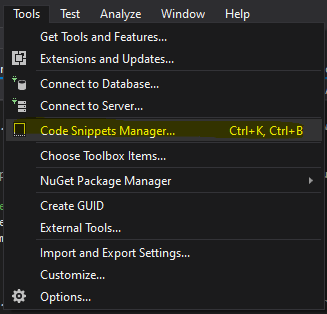 Tools Test Analyze Window Help
Get Tools and Features...
Extensions and Updates...
Connect to Database...
Connect to Server...
Code Snippets Manager... Ctrl+K, Ctrl+B
Choose Toolbox Items...
NuGet Package Manager
Create GUID
External Tools...
Import and Export Settings...
Customize...
Options...